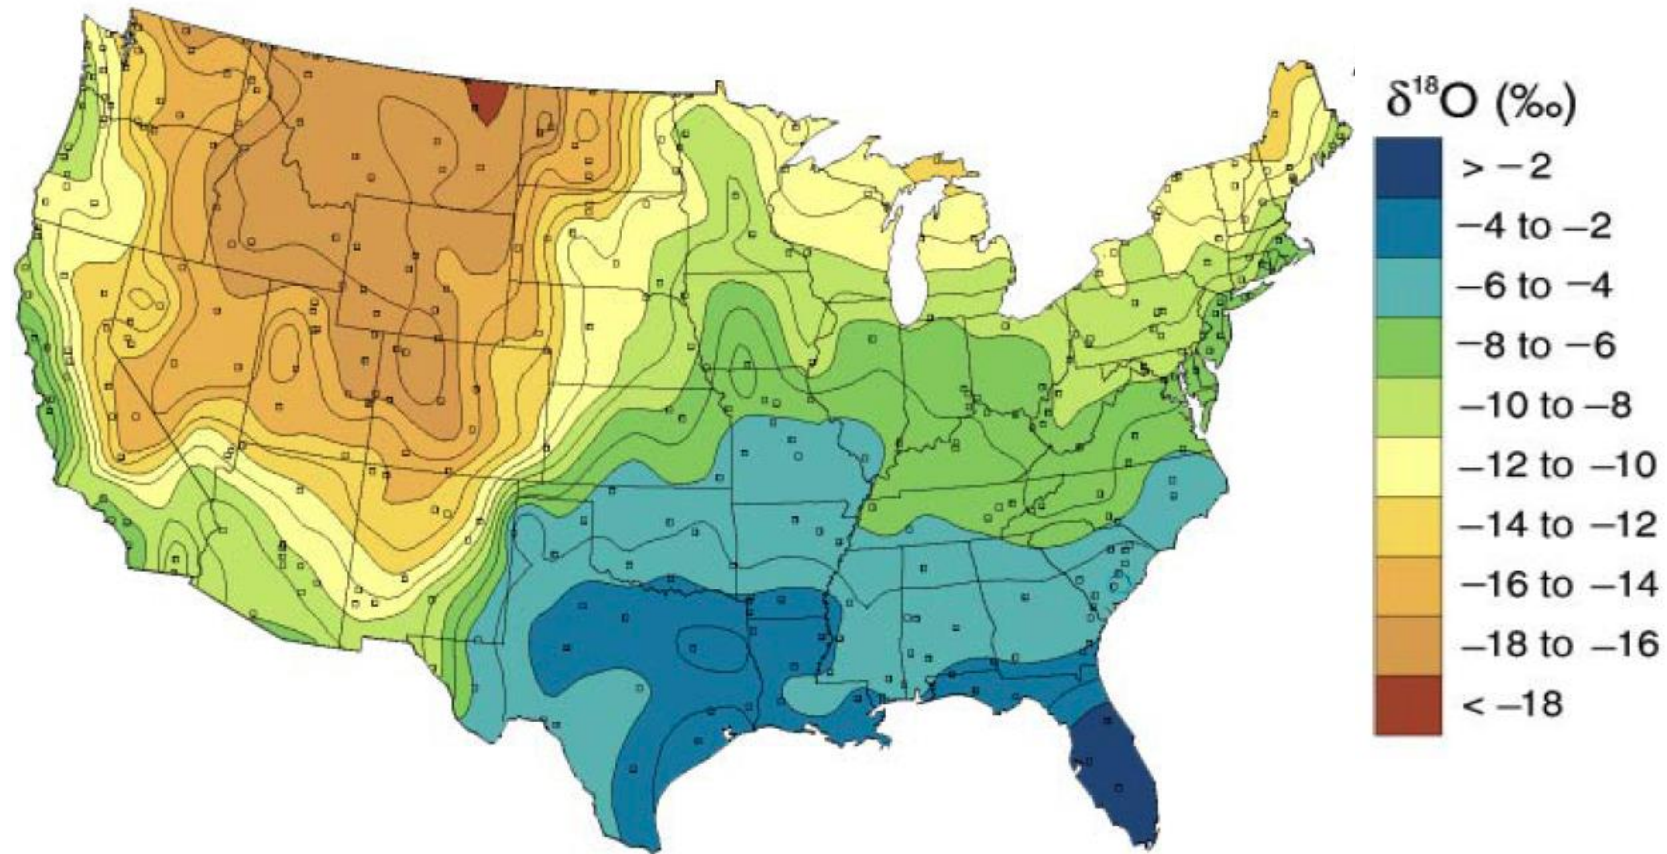 δ¹⁸O (‰)
> −2
−4 to −2
−6 to −4
−8 to −6
−10 to −8
−12 to −10
−14 to −12
−16 to −14
−18 to −16
< −18